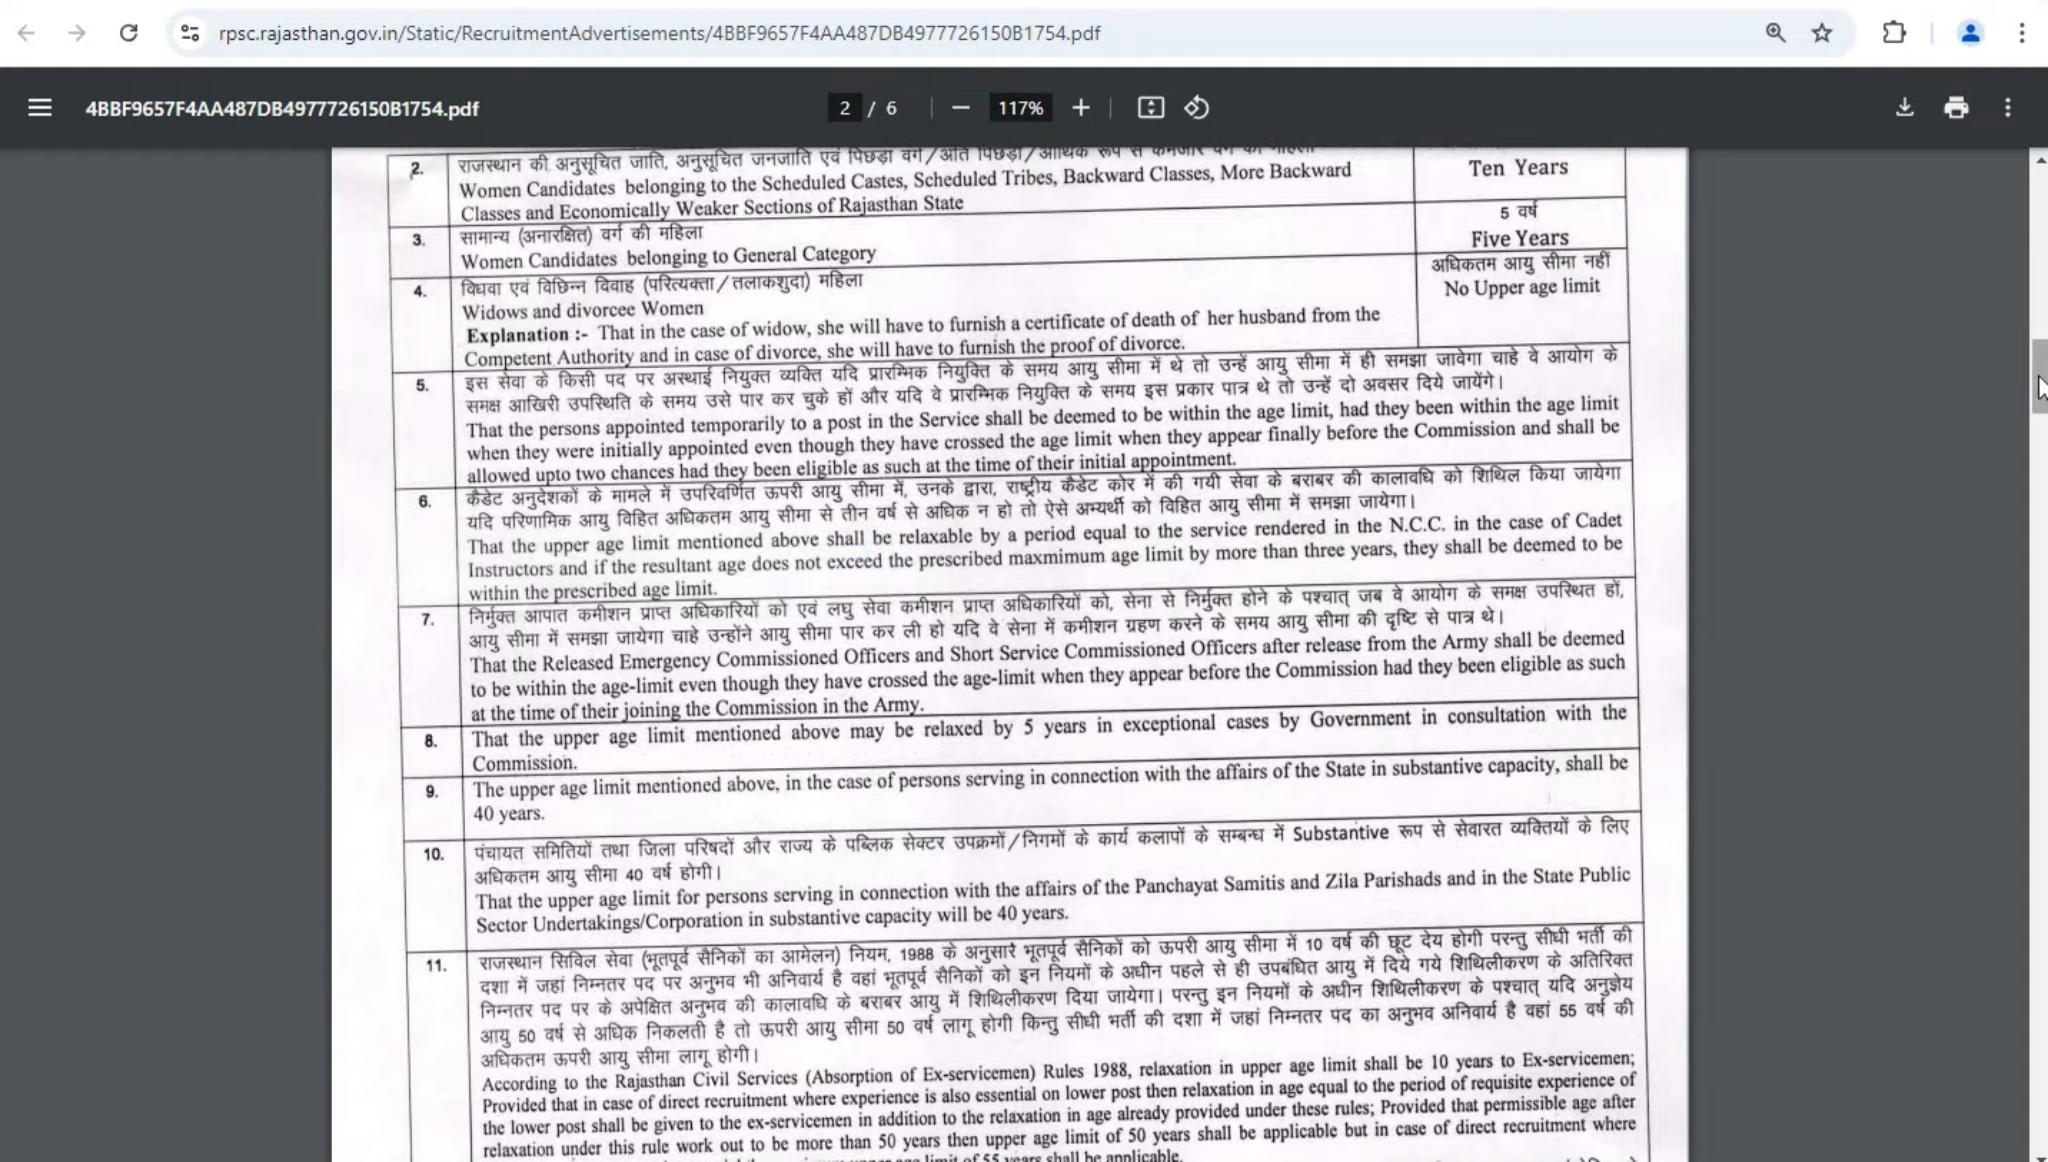 rpsc.rajasthan.gov.in/Static/RecruitmentAdvertisements/4BBF9657F4AA487DB4977726150B1754.pdf
4BBF9657F4AA487DB4977726150B1754.pdf
2 / 6
117%
2.
राजस्थान की अनुसूचित जाति, अनुसूचित जनजाति एवं पिछड़ा वर्ग/अति पिछड़ा/आर्थिक रूप से कमजोर वर्ग की महिला
Women Candidates belonging to the Scheduled Castes, Scheduled Tribes, Backward Classes, More Backward
Classes and Economically Weaker Sections of Rajasthan State
Ten Years
3.
सामान्य (अनारक्षित) वर्ग की महिला
Women Candidates belonging to General Category
5 वर्ष
Five Years
4.
विधवा एवं विछिन्न विवाह (परित्यक्ता/तलाकशुदा) महिला
Widows and divorcee Women
Explanation :- That in the case of widow, she will have to furnish a certificate of death of her husband from the
Competent Authority and in case of divorce, she will have to furnish the proof of divorce.
अधिकतम आयु सीमा नहीं
No Upper age limit
5.
इस सेवा के किसी पद पर अस्थाई नियुक्त व्यक्ति यदि प्रारम्भिक नियुक्ति के समय आयु सीमा में थे तो उन्हें आयु सीमा में ही समझा जावेगा चाहे वे आयोग के
समक्ष आखिरी उपस्थिति के समय उसे पार कर चुके हों और यदि वे प्रारम्भिक नियुक्ति के समय इस प्रकार पात्र थे तो उन्हें दो अवसर दिये जायेंगे।
That the persons appointed temporarily to a post in the Service shall be deemed to be within the age limit, had they been within the age limit
when they were initially appointed even though they have crossed the age limit when they appear finally before the Commission and shall be
allowed upto two chances had they been eligible as such at the time of their initial appointment.
6.
कैडेट अनुदेशकों के मामले में उपरिवर्णित ऊपरी आयु सीमा में, उनके द्वारा, राष्ट्रीय कैडेट कोर में की गयी सेवा के बराबर की कालावधि को शिथिल किया जायेगा
यदि परिणामिक आयु विहित अधिकतम आयु सीमा से तीन वर्ष से अधिक न हो तो ऐसे अभ्यर्थी को विहित आयु सीमा में समझा जायेगा।
That the upper age limit mentioned above shall be relaxable by a period equal to the service rendered in the N.C.C. in the case of Cadet
Instructors and if the resultant age does not exceed the prescribed maxmimum age limit by more than three years, they shall be deemed to be
within the prescribed age limit.
7.
निर्मुक्त आपात कमीशन प्राप्त अधिकारियों को एवं लघु सेवा कमीशन प्राप्त अधिकारियों को, सेना से निर्मुक्त होने के पश्चात् जब वे आयोग के समक्ष उपस्थित हों,
आयु सीमा में समझा जायेगा चाहे उन्होंने आयु सीमा पार कर ली हो यदि वे सेना में कमीशन ग्रहण करने के समय आयु सीमा की दृष्टि से पात्र थे।
That the Released Emergency Commissioned Officers and Short Service Commissioned Officers after release from the Army shall be deemed
to be within the age-limit even though they have crossed the age-limit when they appear before the Commission had they been eligible as such
at the time of their joining the Commission in the Army.
8.
That the upper age limit mentioned above may be relaxed by 5 years in exceptional cases by Government in consultation with the
Commission.
9.
The upper age limit mentioned above, in the case of persons serving in connection with the affairs of the State in substantive capacity, shall be
40 years.
10.
पंचायत समितियों तथा जिला परिषदों और राज्य के पब्लिक सेक्टर उपक्रमों/निगमों के कार्य कलापों के सम्बन्ध में Substantive रूप से सेवारत व्यक्तियों के लिए
अधिकतम आयु सीमा 40 वर्ष होगी।
That the upper age limit for persons serving in connection with the affairs of the Panchayat Samitis and Zila Parishads and in the State Public
Sector Undertakings/Corporation in substantive capacity will be 40 years.
11.
राजस्थान सिविल सेवा (भूतपूर्व सैनिकों का आमेलन) नियम, 1988 के अनुसार भूतपूर्व सैनिकों को ऊपरी आयु सीमा में 10 वर्ष की छूट देय होगी परन्तु सीधी भर्ती की
दशा में जहां निम्नतर पद पर अनुभव भी अनिवार्य है वहां भूतपूर्व सैनिकों को इन नियमों के अधीन पहले से ही उपबंधित आयु में दिये गये शिथिलीकरण के अतिरिक्त
निम्नतर पद पर के अपेक्षित अनुभव की कालावधि के बराबर आयु में शिथिलीकरण दिया जायेगा। परन्तु इन नियमों के अधीन शिथिलीकरण के पश्चात् यदि अनुज्ञेय
आयु 50 वर्ष से अधिक निकलती है तो ऊपरी आयु सीमा 50 वर्ष लागू होगी किन्तु सीधी भर्ती की दशा में जहां निम्नतर पद का अनुभव अनिवार्य है वहां 55 वर्ष की
अधिकतम ऊपरी आयु सीमा लागू होगी।
According to the Rajasthan Civil Services (Absorption of Ex-servicemen) Rules 1988, relaxation in upper age limit shall be 10 years to Ex-servicemen;
Provided that in case of direct recruitment where experience is also essential on lower post then relaxation in age equal to the period of requisite experience of
the lower post shall be given to the ex-servicemen in addition to the relaxation in age already provided under these rules; Provided that permissible age after
relaxation under this rule work out to be more than 50 years then upper age limit of 50 years shall be applicable but in case of direct recruitment where
age limit of 55 years shall be applicable.